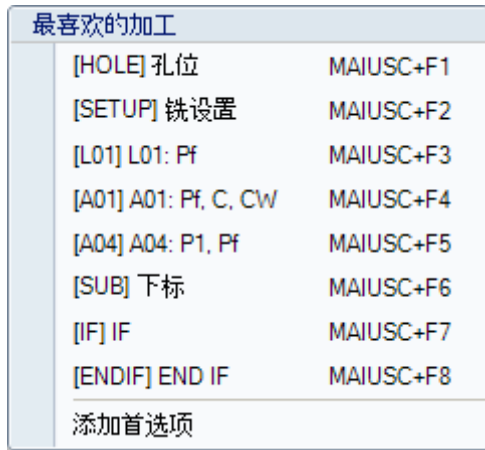 最喜欢的加工
[HOLE] 孔位 MAIUSC+F1
[SETUP] 铣设置 MAIUSC+F2
[L01] L01: Pf MAIUSC+F3
[A01] A01: Pf, C, CW MAIUSC+F4
[A04] A04: P1, Pf MAIUSC+F5
[SUB] 下标 MAIUSC+F6
[IF] IF MAIUSC+F7
[ENDIF] END IF MAIUSC+F8
添加首选项